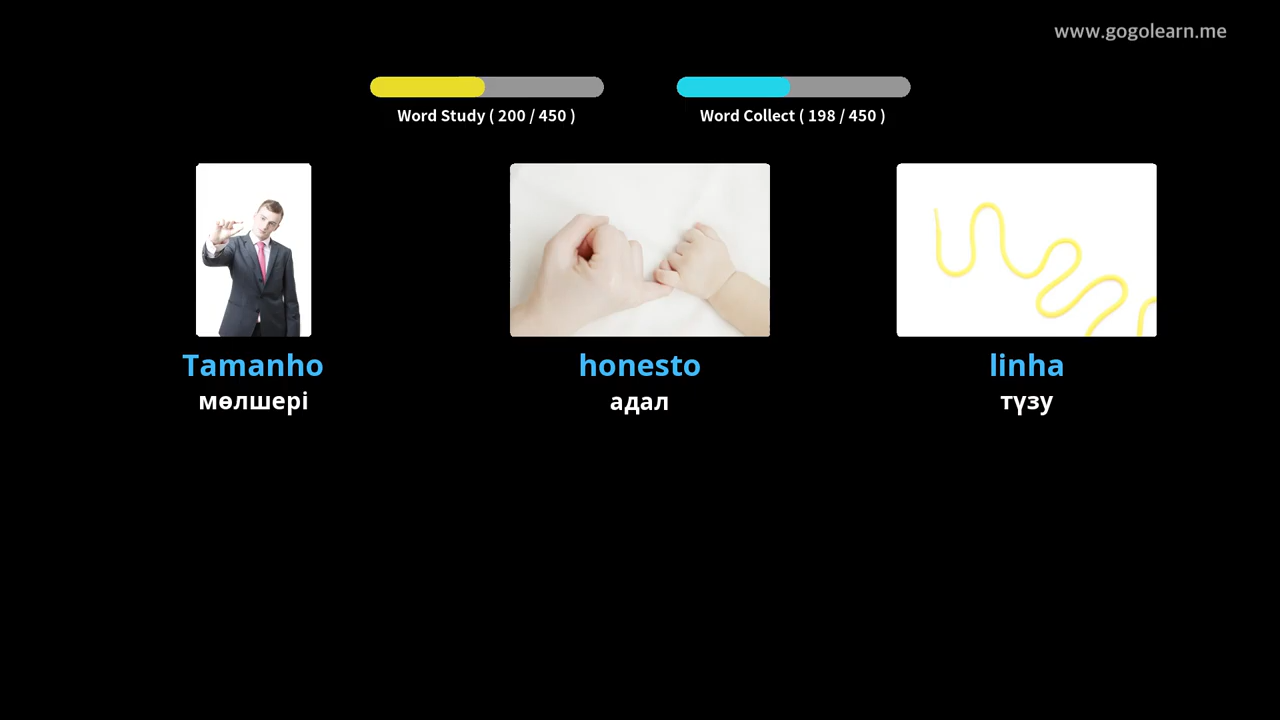 www.gogolearn.me
Word Study ( 200 / 450 )
Word Collect ( 198 / 450 )
Tamanho
мөлшері
honesto
адал
linha
түзу